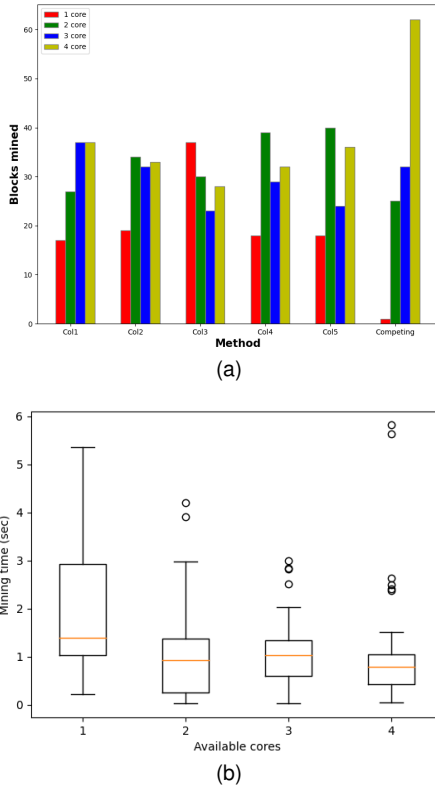 1 core
2 core
3 core
4 core
60
50
40
30
20
10
0
Blocks mined
Col1 Col2 Col3 Col4 Col5 Competing
Method
(a)
6
5
4
3
2
1
0
Mining time (sec)
1 2 3 4
Available cores
(b)